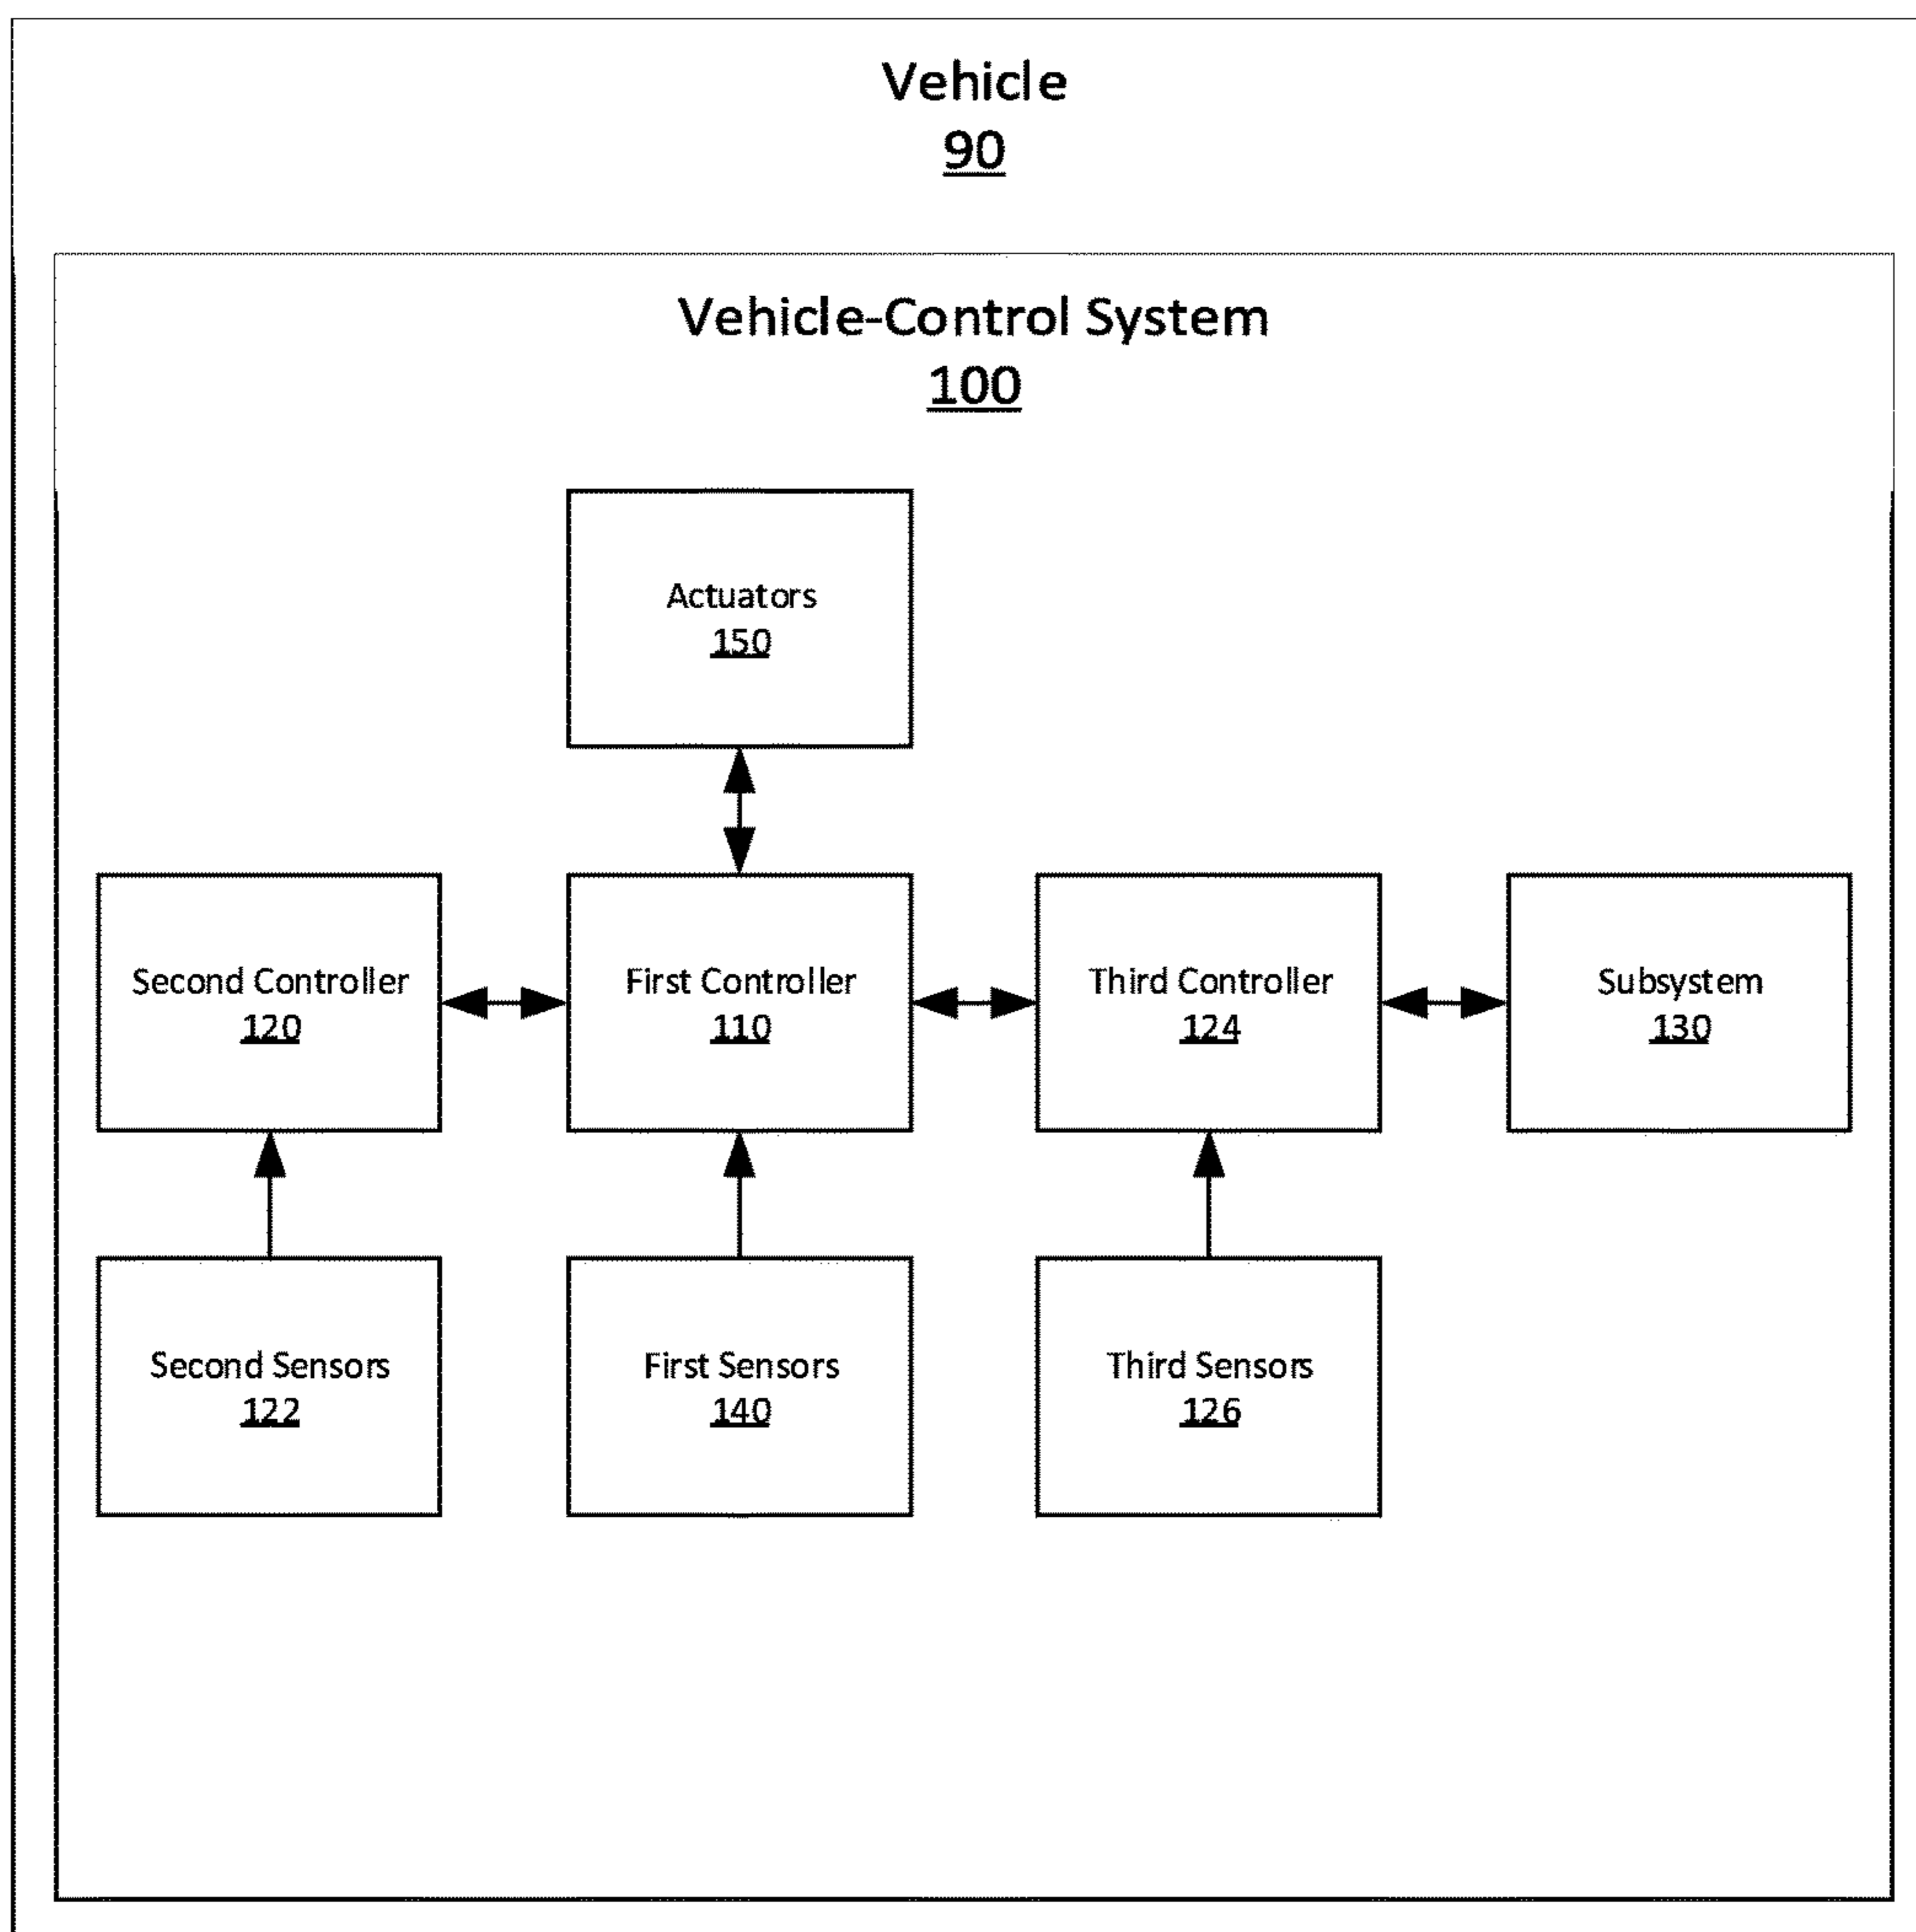 Vehicle
90
Vehicle-Control System
100
Actuators
150
Second Controller
120
First Controller
110
Third Controller
124
Subsystem
130
Second Sensors
122
First Sensors
140
Third Sensors
126